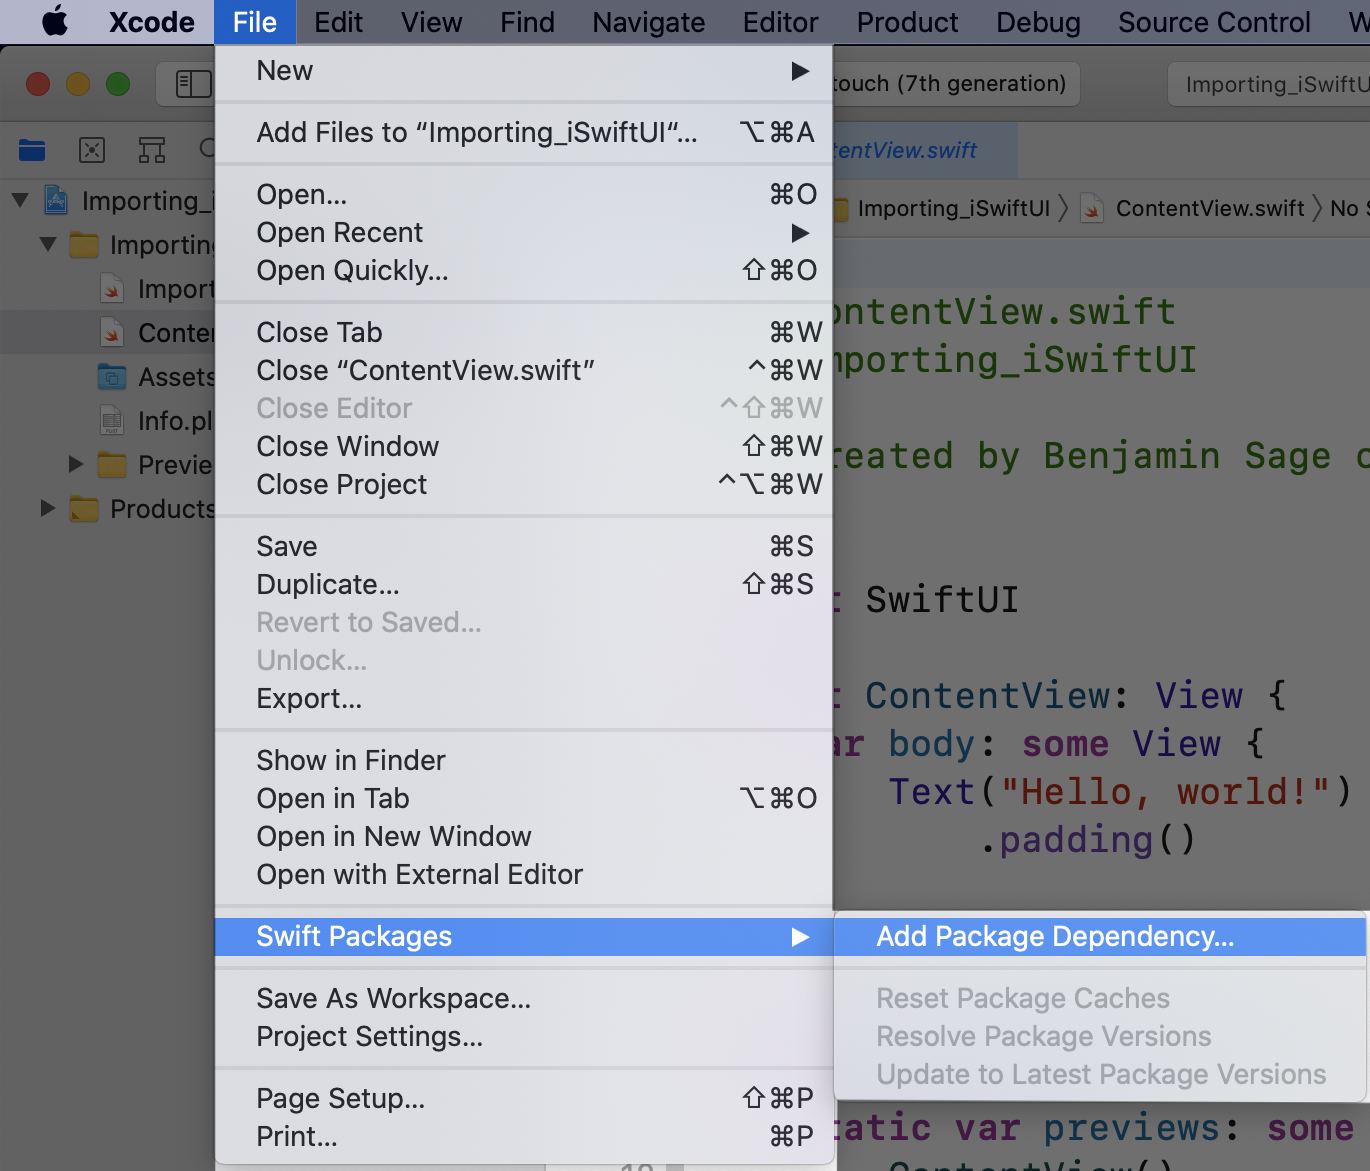 Xcode File Edit View Find Navigate Editor Product Debug Source Control
touch (7th generation) Importing_iSwiftU
ContentView.swift
Importing_iSwiftUI ContentView.swift No
Importing_i
Importing
Import
Conte
Assets
Info.pl
Previe
Products
New
Add Files to “Importing_iSwiftUI“... ⌥⌘A
Open... ⌘O
Open Recent
Open Quickly... ⇧⌘O
Close Tab ⌘W
Close “ContentView.swift” ^⌘W
Close Editor ^⇧⌘W
Close Window ⇧⌘W
Close Project ^⌥⌘W
Save ⌘S
Duplicate... ⇧⌘S
Revert to Saved...
Unlock...
Export...
Show in Finder
Open in Tab ⌥⌘O
Open in New Window
Open with External Editor
Swift Packages
Save As Workspace...
Project Settings...
Page Setup... ⇧⌘P
Print... ⌘P
Add Package Dependency...
Reset Package Caches
Resolve Package Versions
Update to Latest Package Versions
ontentView.swift
mporting_iSwiftUI
reated by Benjamin Sage
SwiftUI
ContentView: View {
ar body: some View {
Text("Hello, world!")
.padding()
tatic var previews: some
ContentView()